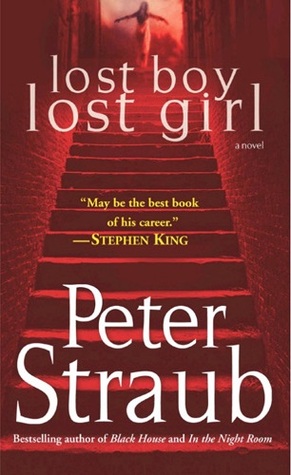 lost boy
lost girl
a novel
“May be the best book
of his career.”
—STEPHEN KING
Peter
Straub
Bestselling author of Black House and In the Night Room